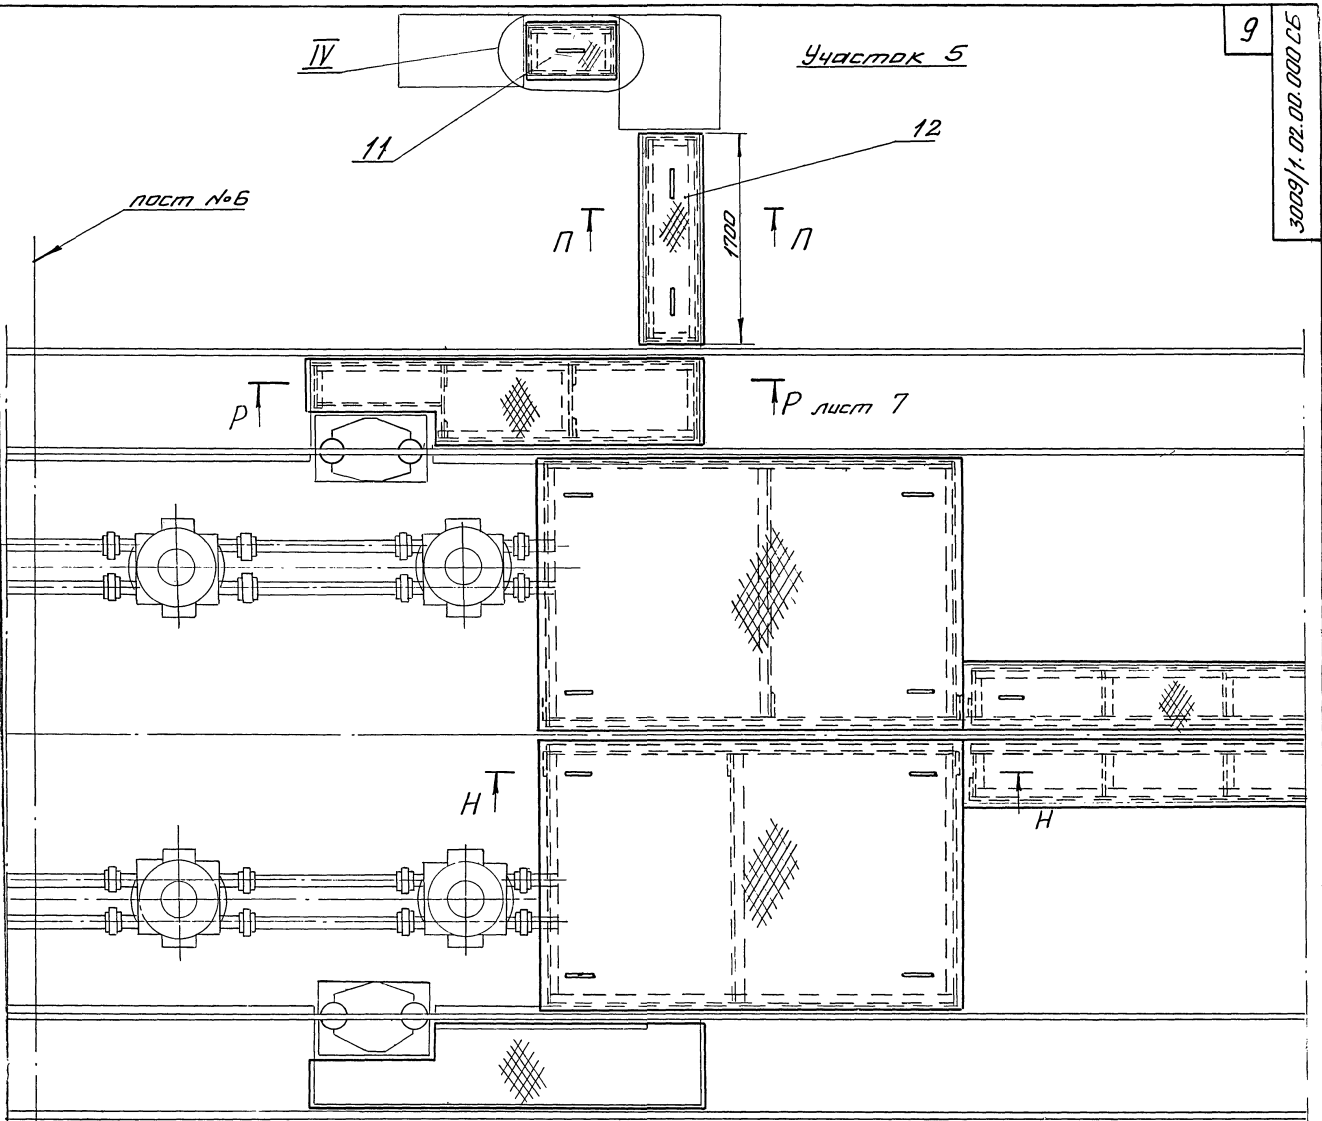 IV
Участок 5
9
3009/1.02.00.000 СБ
11
12
пост №6
П
П
1700
Р
Р лист 7
Н
Н